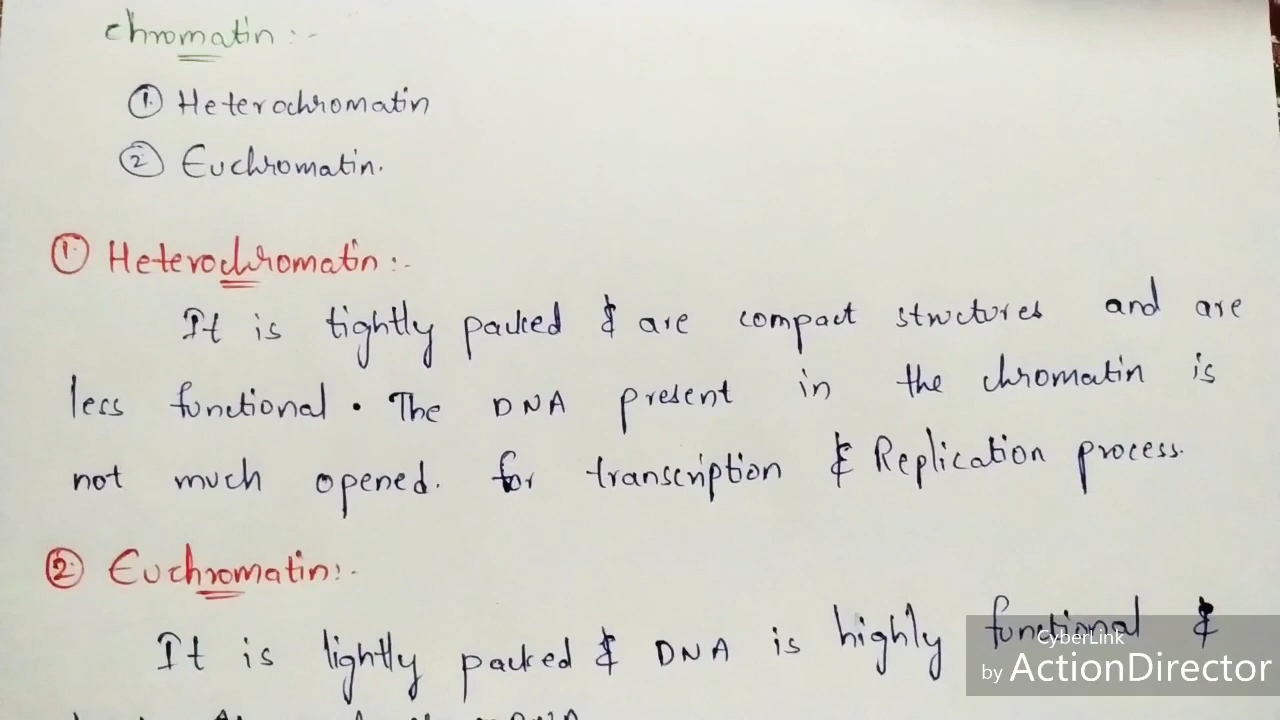 chromatin :-
① Heterochromatin
② Euchromatin.
① Heterochromatin :-
It is tightly packed & are compact structures and are
less functional . The DNA present in the chromatin is
not much opened. for transcription & Replication process.
② Euchromatin :-
It is lightly packed & DNA is highly functional &
CyberLink
by ActionDirector